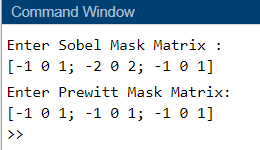 Command Window
Enter Sobel Mask Matrix :
[-1 0 1; -2 0 2; -1 0 1]
Enter Prewitt Mask Matrix:
[-1 0 1; -1 0 1; -1 0 1]
>>